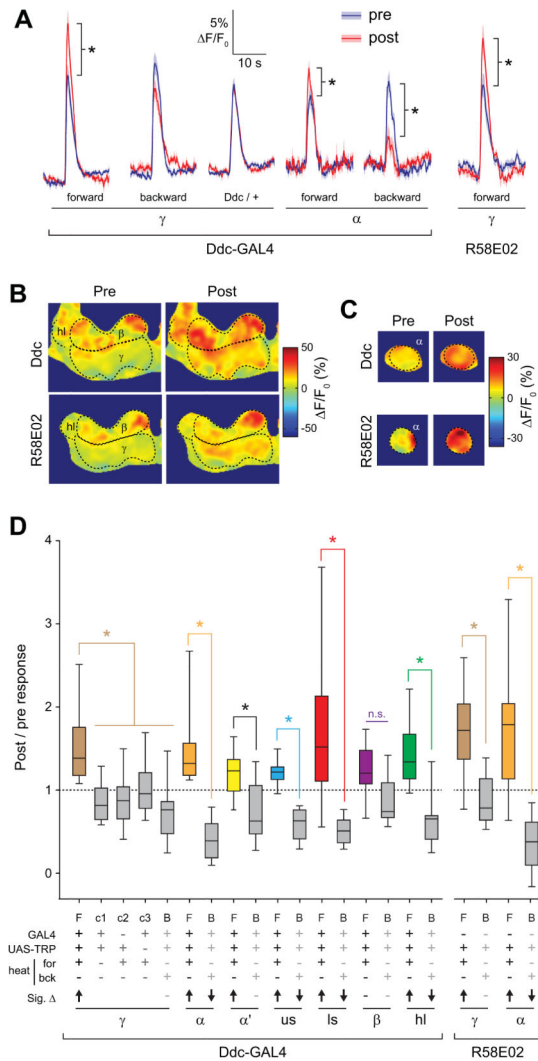 A
5%
ΔF/F0
10 s
pre
post
*
*
*
*
forward
backward
Ddc / +
forward
backward
forward
γ
α
γ
Ddc-GAL4
R58E02
B
Pre
Post
C
Pre
Post
Ddc
hl
β
γ
50
0
-50
ΔF/F0 (%)
R58E02
hl
β
γ
Ddc
α
30
0
-30
ΔF/F0 (%)
R58E02
α
D
Post / pre response
4
3
2
1
0
*
*
*
*
*
n.s.
*
*
*
F c1 c2 c3 B F B F B F B F B F B F B F B F B
GAL4 + + - + + + + + + + + + + + + + + - - - -
UAS-TRP + - + + + + + + + + + + + + + + + + + + +
heat
for + + + - - + - + - + - + - + - + - + - + -
bck - - - - + - + - + - + - + - + - + - + - +
Sig. Δ - - -
γ α α' us ls β hl γ α
Ddc-GAL4 R58E02